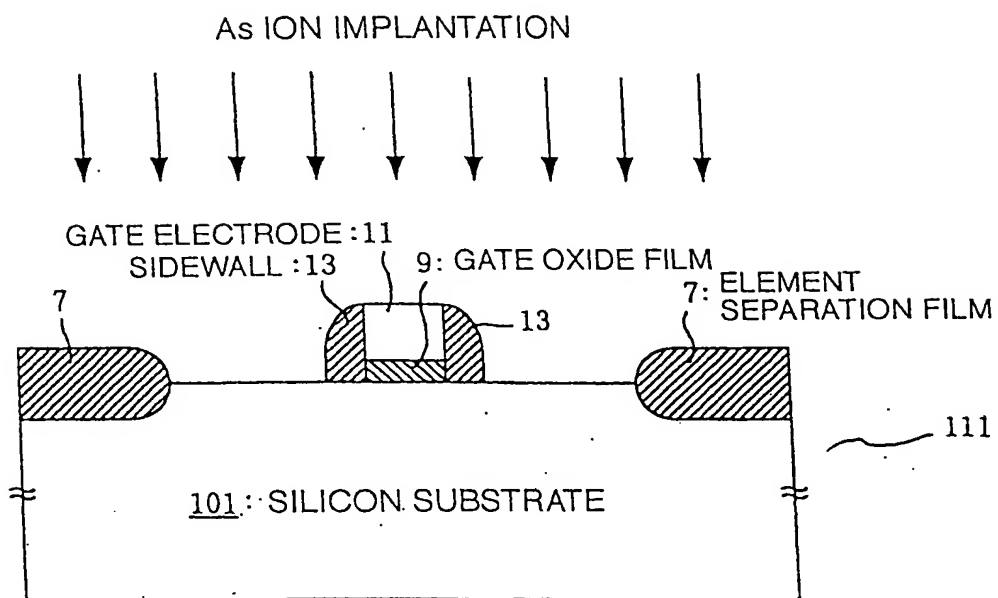 As ION IMPLANTATION
GATE ELECTRODE:11
SIDEWALL:13
9: GATE OXIDE FILM
7: ELEMENT
SEPARATION FILM
7
13
111
101: SILICON SUBSTRATE